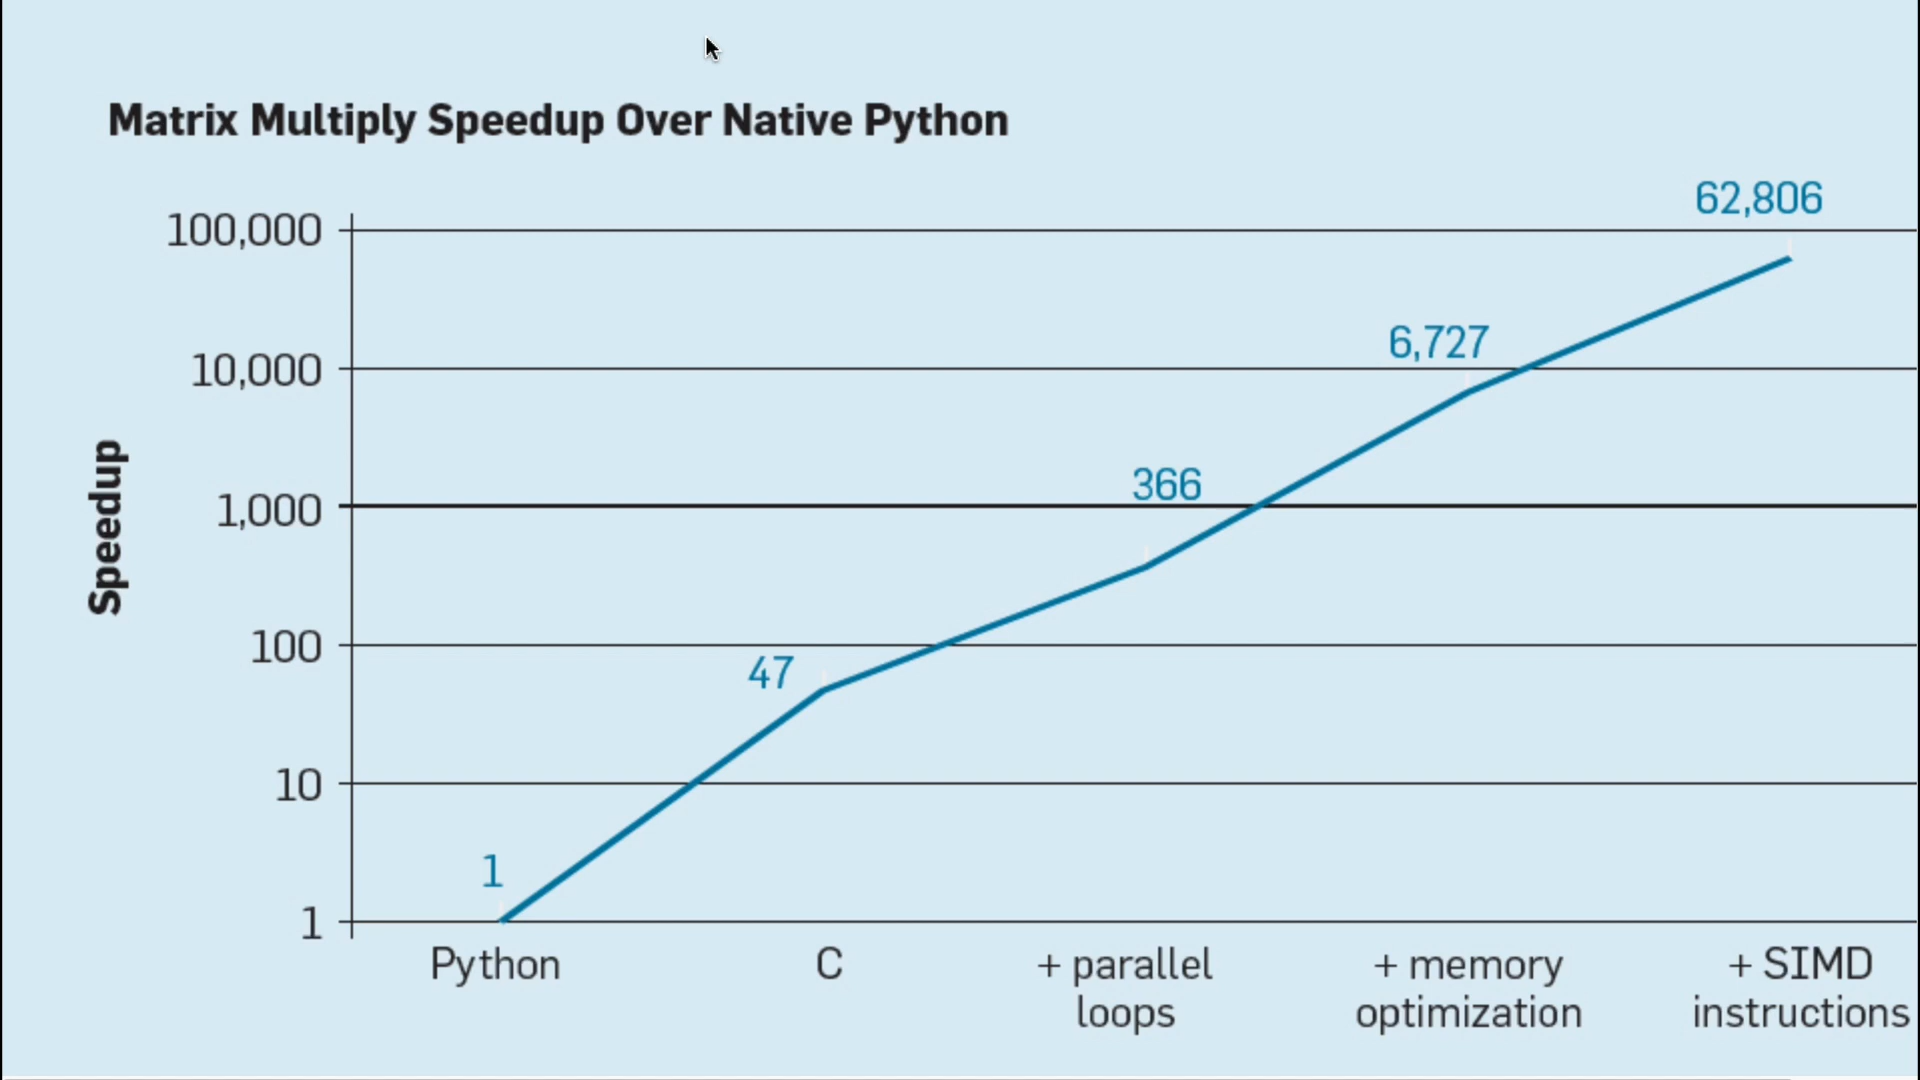 Matrix Multiply Speedup Over Native Python
62,806
100,000
6,727
10,000
366
1,000
Speedup
47
100
10
1
1
Python
C
+ parallel
loops
+ memory
optimization
+ SIMD
instructions